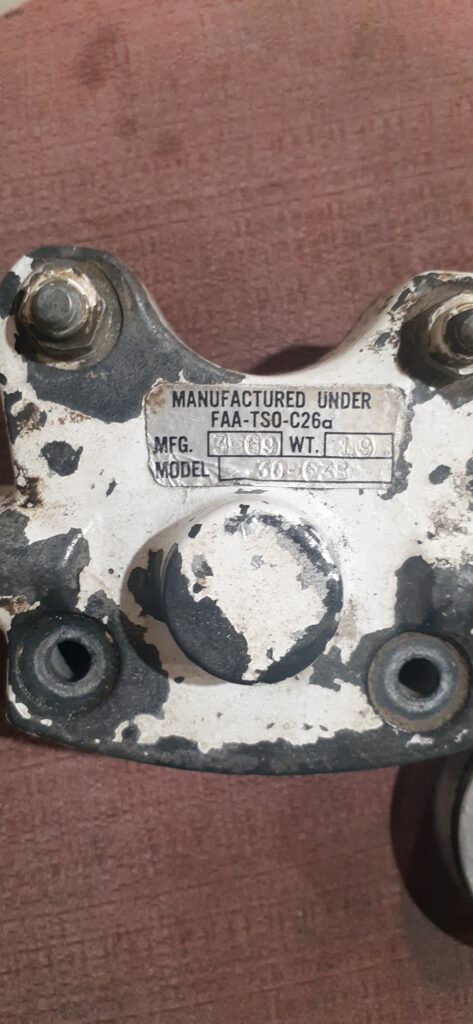 MANUFACTURED UNDER
FAA-TSO-C26a
MFG. 3-69 WT. 19
MODEL 30-63B